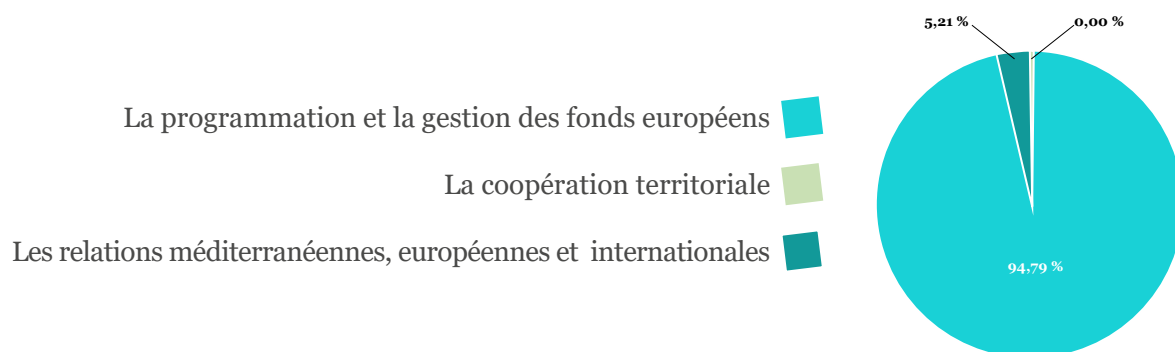 5,21 %
0,00 %
La programmation et la gestion des fonds européens
La coopération territoriale
Les relations méditerranéennes, européennes et internationales
94,79 %